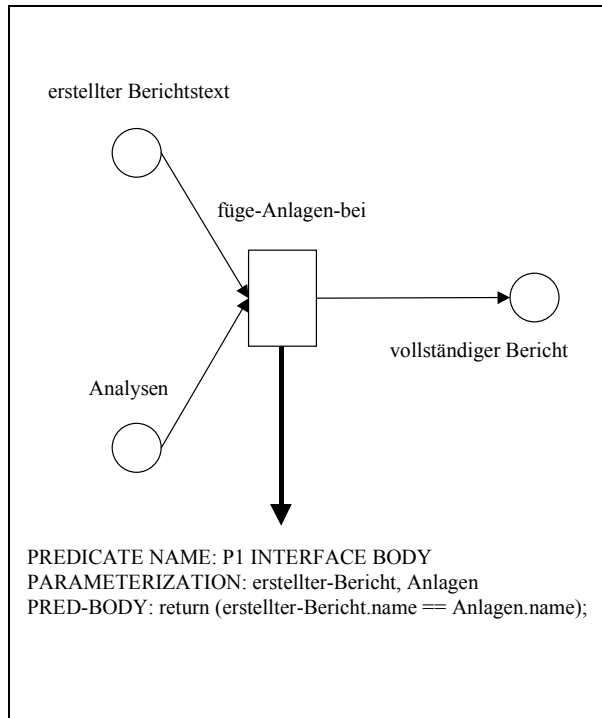 erstellter Berichtstext
füge-Anlagen-bei
vollständiger Bericht
Analysen
PREDICATE NAME: P1 INTERFACE BODY
PARAMETERIZATION: erstellter-Bericht, Anlagen
PRED-BODY: return (erstellter-Bericht.name == Anlagen.name);